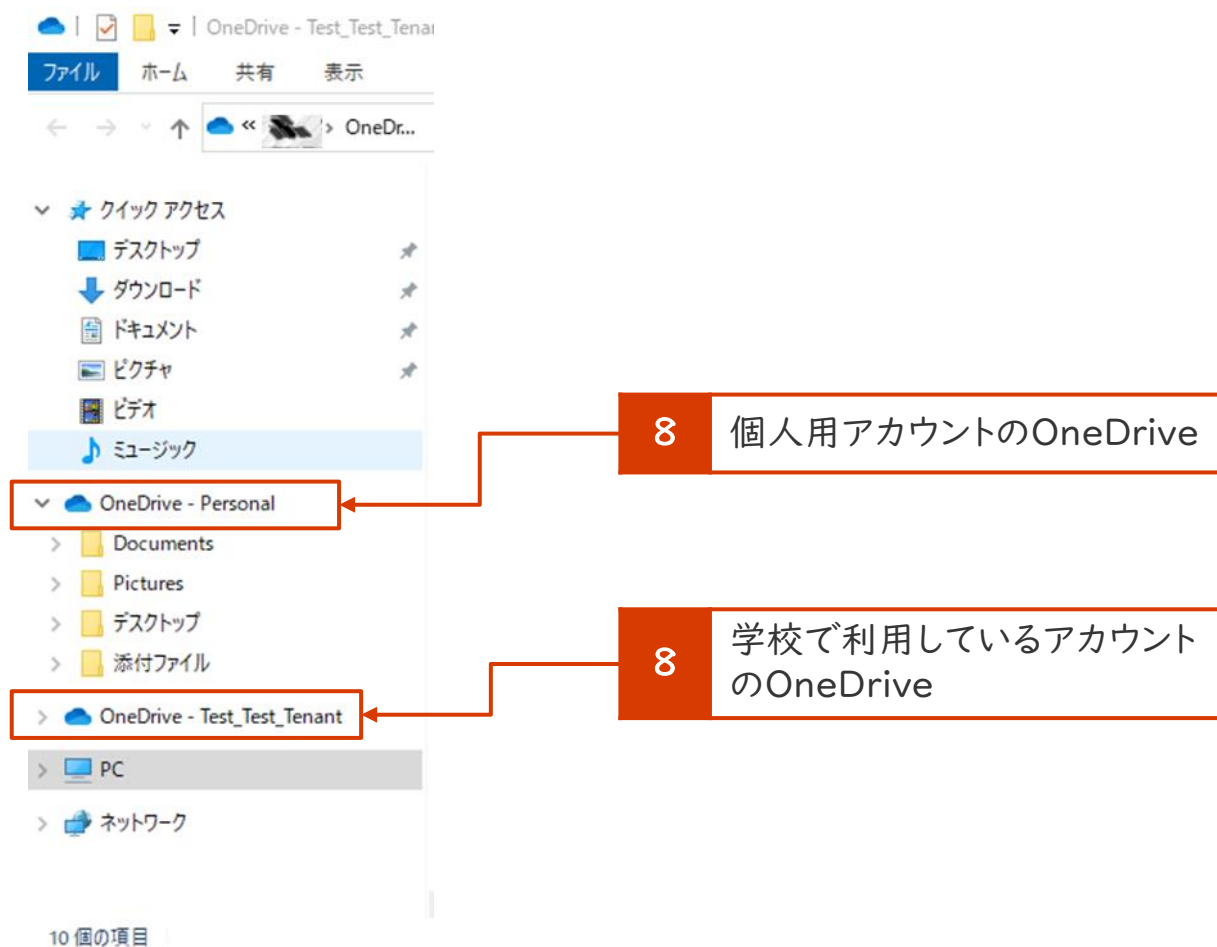 OneDrive - Test_Test_Tena
ファイル ホーム 共有 表示
« › OneDr...
クイック アクセス
デスクトップ
ダウンロード
ドキュメント
ピクチャ
ビデオ
ミュージック
OneDrive - Personal
Documents
Pictures
デスクトップ
添付ファイル
OneDrive - Test_Test_Tenant
PC
ネットワーク
10 個の項目
8 個人用アカウントのOneDrive
8 学校で利用しているアカウント
のOneDrive